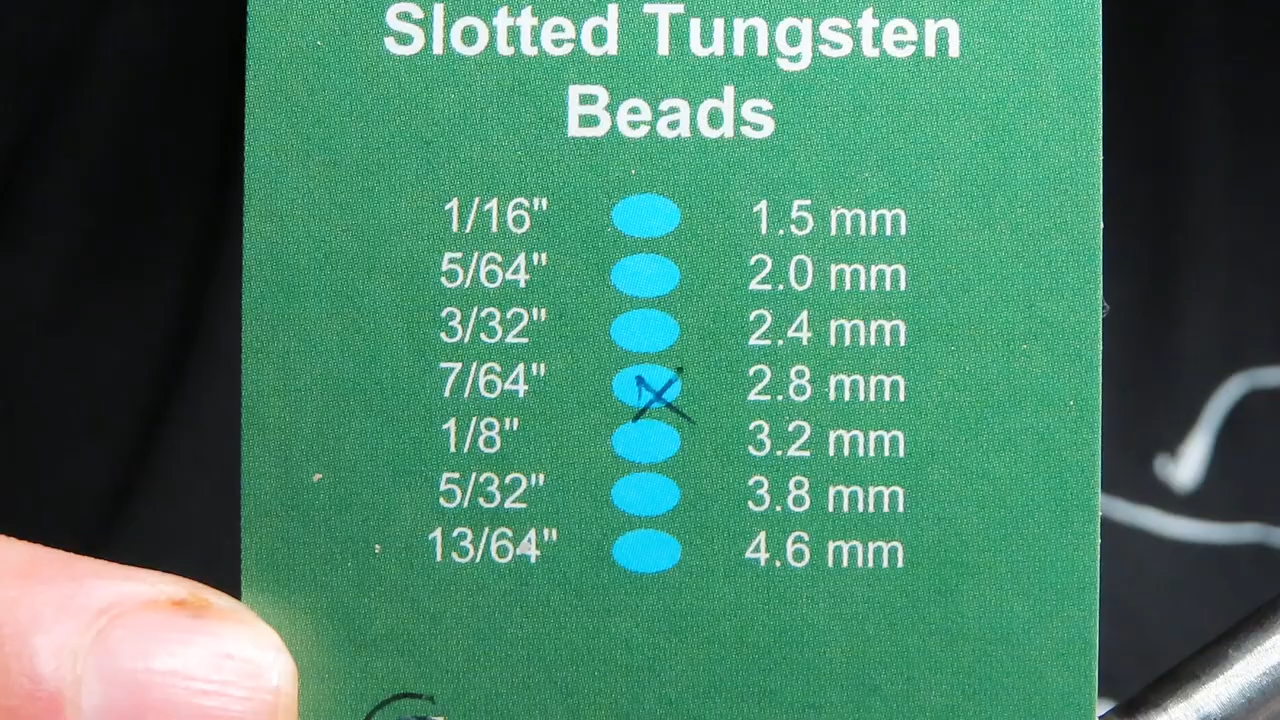 Slotted Tungsten
Beads
1/16" 1.5 mm
5/64" 2.0 mm
3/32" 2.4 mm
7/64" 2.8 mm
1/8" 3.2 mm
5/32" 3.8 mm
13/64" 4.6 mm